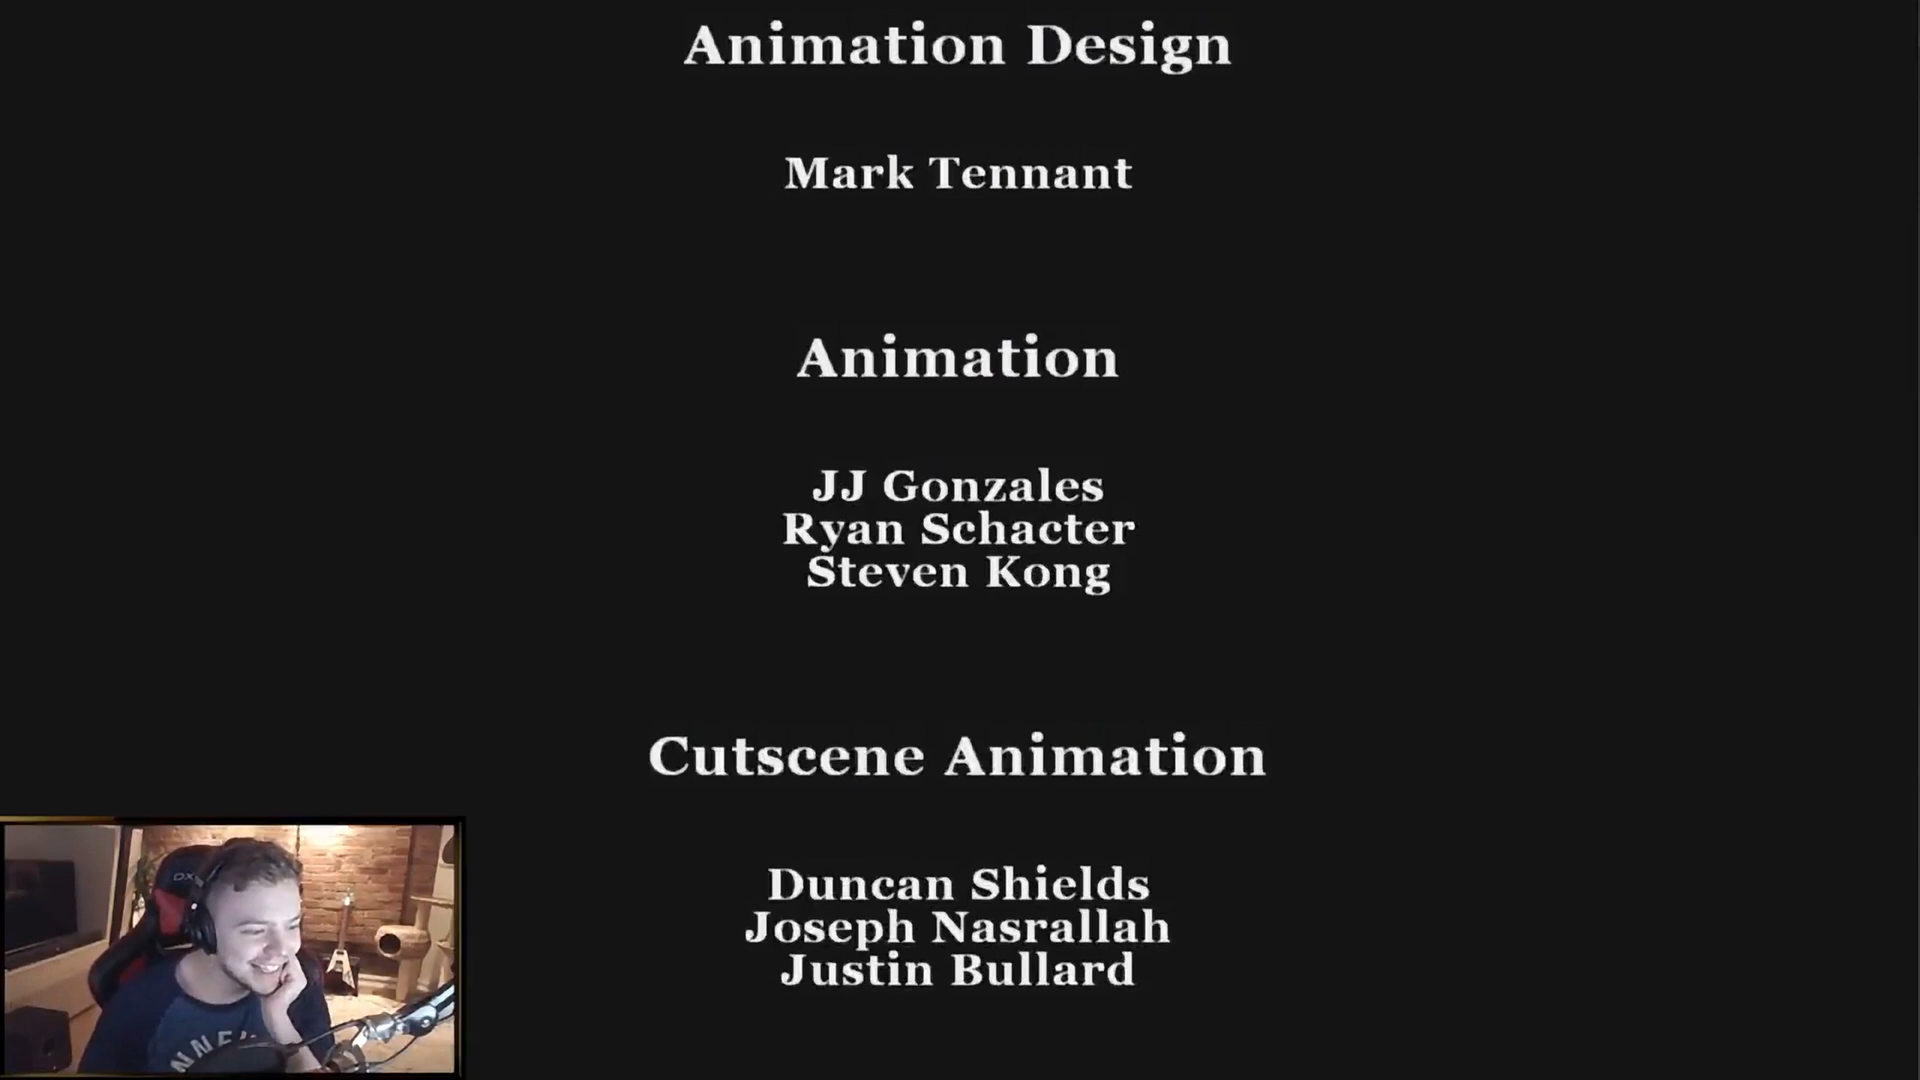 Animation Design
Mark Tennant
Animation
JJ Gonzales
Ryan Schacter
Steven Kong
Cutscene Animation
Duncan Shields
Joseph Nasrallah
Justin Bullard